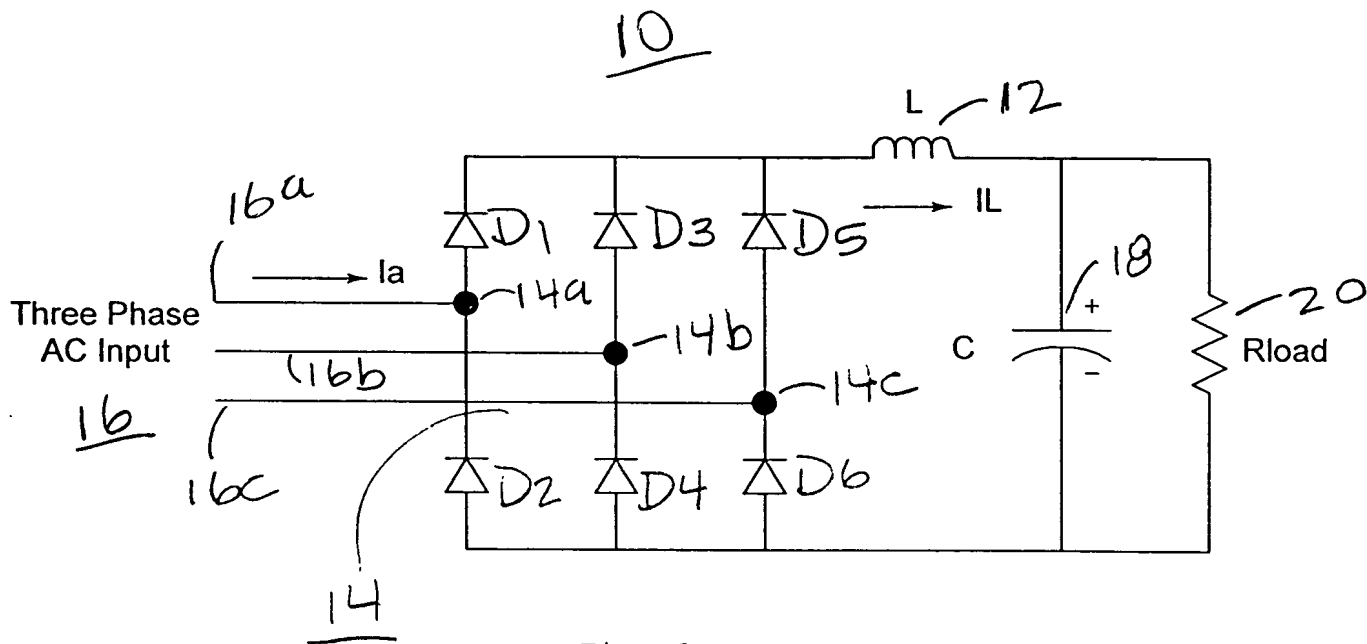 10
L
12
16a
D1
D3
D5
IL
18
Ia
14a
+
20
Three Phase
AC Input
14b
C
Rload
16b
14c
-
16
16c
D2
D4
D6
14